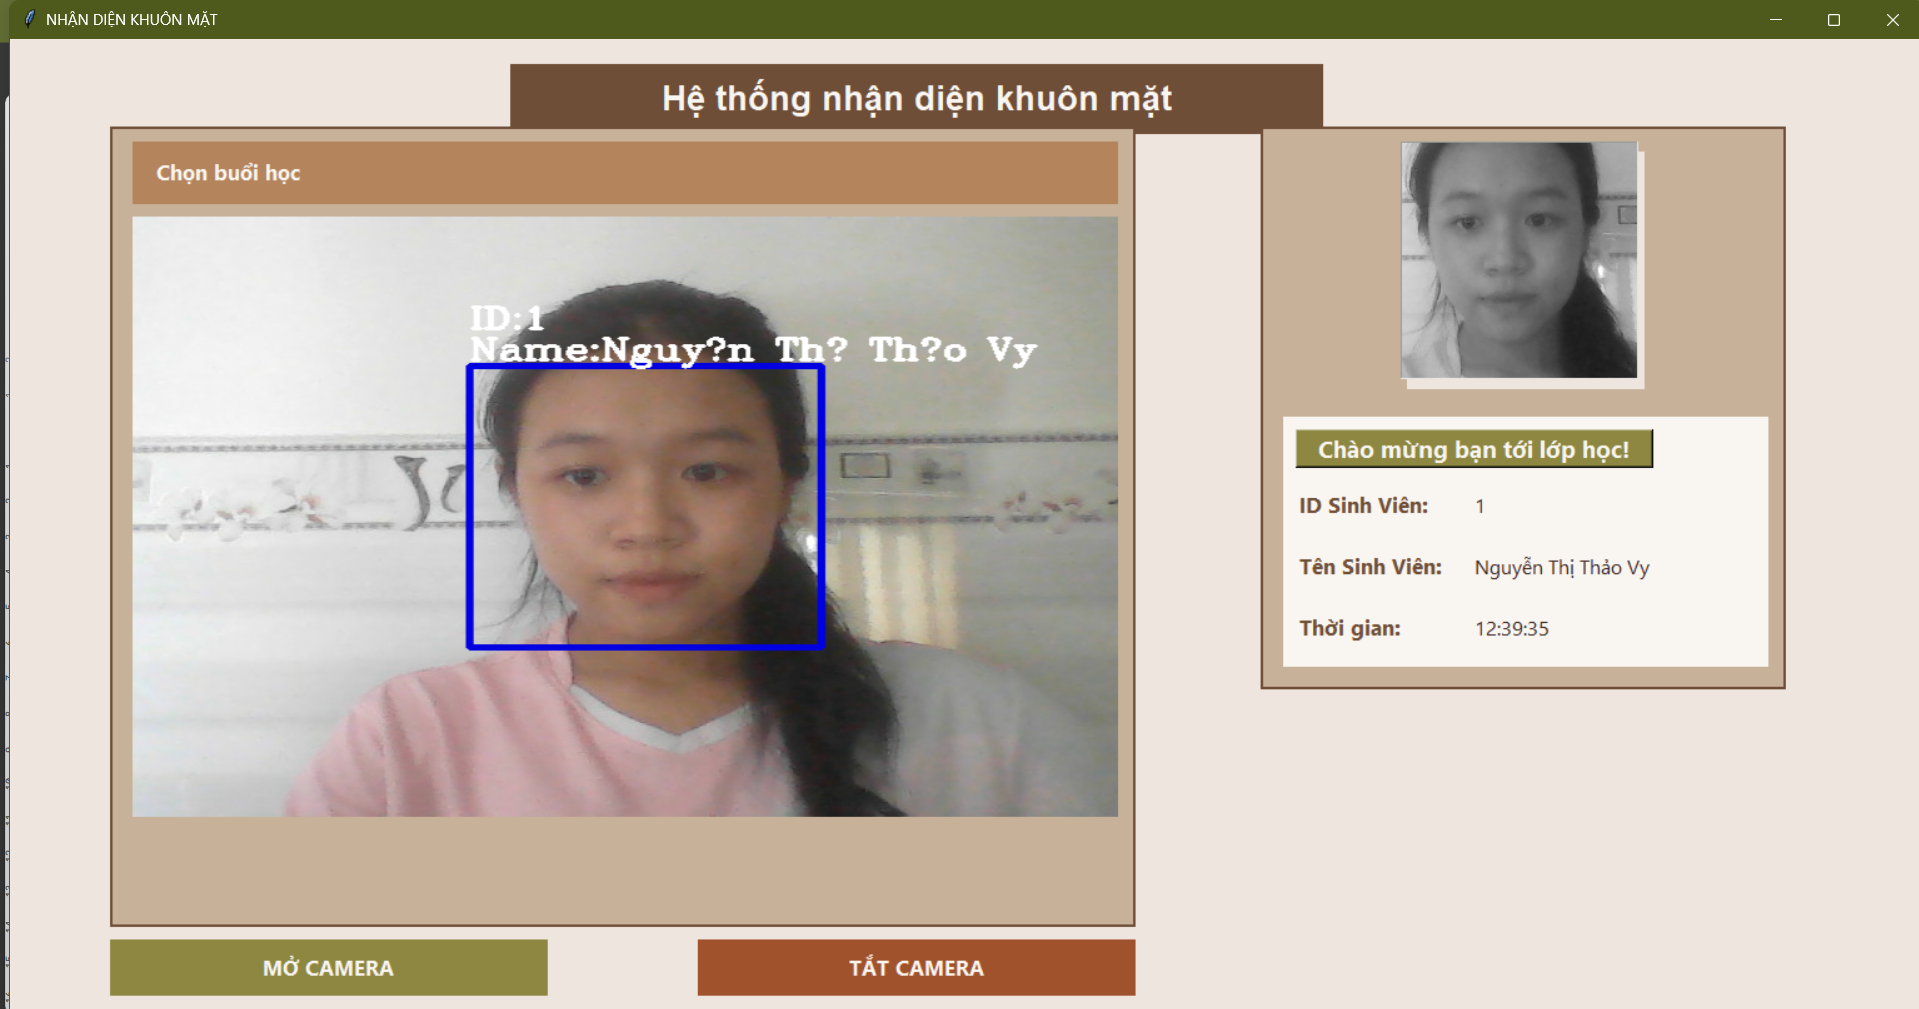 NHẬN DIỆN KHUÔN MẶT
Hệ thống nhận diện khuôn mặt
Chọn buổi học
ID:1
Name:Nguy?n Th? Th?o Vy
Chào mừng bạn tới lớp học!
ID Sinh Viên: 1
Tên Sinh Viên: Nguyễn Thị Thảo Vy
Thời gian: 12:39:35
MỞ CAMERA
TẮT CAMERA